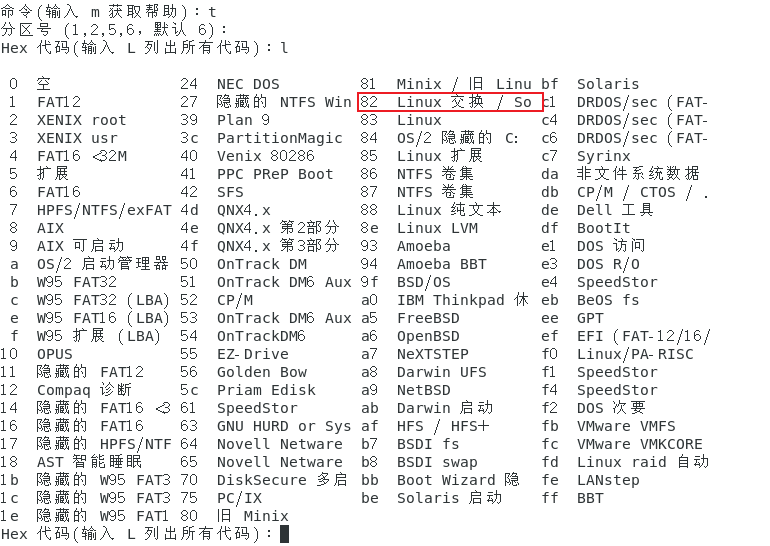 命令(输入 m 获取帮助)：t
分区号 (1,2,5,6，默认 6)：
Hex 代码(输入 L 列出所有代码)：l
0 空 24 NEC DOS 81 Minix / 旧 Linu bf Solaris
1 FAT12 27 隐藏的 NTFS Win 82 Linux 交换 / So c1 DRDOS/sec (FAT-
2 XENIX root 39 Plan 9 83 Linux c4 DRDOS/sec (FAT-
3 XENIX usr 3c PartitionMagic 84 OS/2 隐藏的 C: c6 DRDOS/sec (FAT-
4 FAT16 <32M 40 Venix 80286 85 Linux 扩展 c7 Syrinx
5 扩展 41 PPC PReP Boot 86 NTFS 卷集 da 非文件系统数据
6 FAT16 42 SFS 87 NTFS 卷集 db CP/M / CTOS / .
7 HPFS/NTFS/exFAT 4d QNX4.x 88 Linux 纯文本 de Dell 工具
8 AIX 4e QNX4.x 第2部分 8e Linux LVM df BootIt
9 AIX 可启动 4f QNX4.x 第3部分 93 Amoeba e1 DOS 访问
a OS/2 启动管理器 50 OnTrack DM 94 Amoeba BBT e3 DOS R/O
b W95 FAT32 51 OnTrack DM6 Aux 9f BSD/OS e4 SpeedStor
c W95 FAT32 (LBA) 52 CP/M a0 IBM Thinkpad 休 eb BeOS fs
e W95 FAT16 (LBA) 53 OnTrack DM6 Aux a5 FreeBSD ee GPT
f W95 扩展 (LBA) 54 OnTrackDM6 a6 OpenBSD ef EFI (FAT-12/16/
10 OPUS 55 EZ-Drive a7 NeXTSTEP f0 Linux/PA-RISC
11 隐藏的 FAT12 56 Golden Bow a8 Darwin UFS f1 SpeedStor
12 Compaq 诊断 5c Priam Edisk a9 NetBSD f4 SpeedStor
14 隐藏的 FAT16 <3 61 SpeedStor ab Darwin 启动 f2 DOS 次要
16 隐藏的 FAT16 63 GNU HURD or Sys af HFS / HFS+ fb VMware VMFS
17 隐藏的 HPFS/NTF 64 Novell Netware b7 BSDI fs fc VMware VMKCORE
18 AST 智能睡眠 65 Novell Netware b8 BSDI swap fd Linux raid 自动
1b 隐藏的 W95 FAT3 70 DiskSecure 多启 bb Boot Wizard 隐 fe LANstep
1c 隐藏的 W95 FAT3 75 PC/IX be Solaris 启动 ff BBT
1e 隐藏的 W95 FAT1 80 旧 Minix
Hex 代码(输入 L 列出所有代码)：